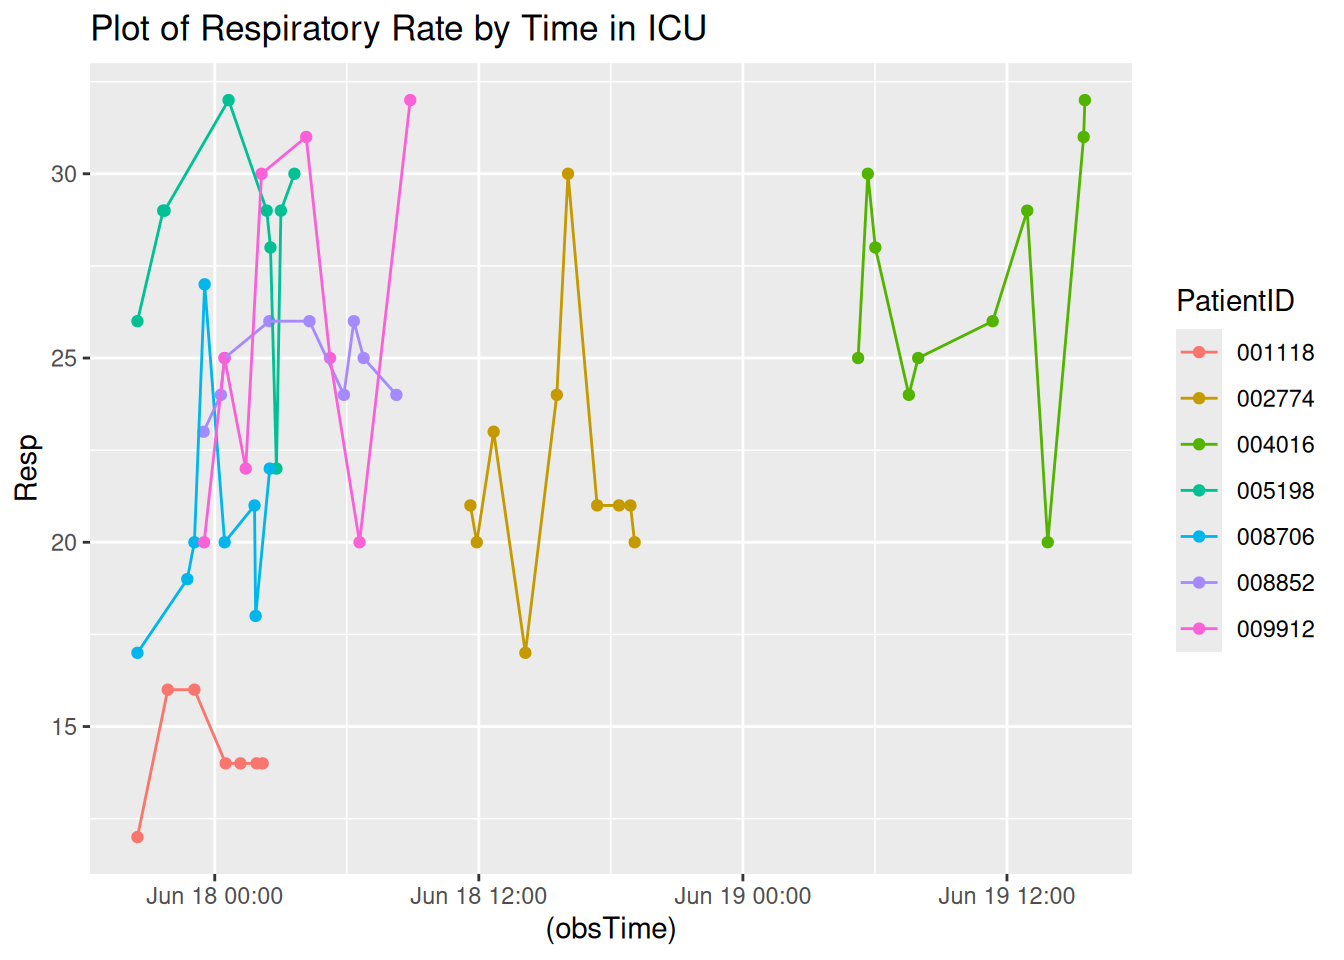 Plot of Respiratory Rate by Time in ICU
Resp
30
25
20
15
Jun 18 00:00
Jun 18 12:00
Jun 19 00:00
Jun 19 12:00
(obsTime)
PatientID
001118
002774
004016
005198
008706
008852
009912